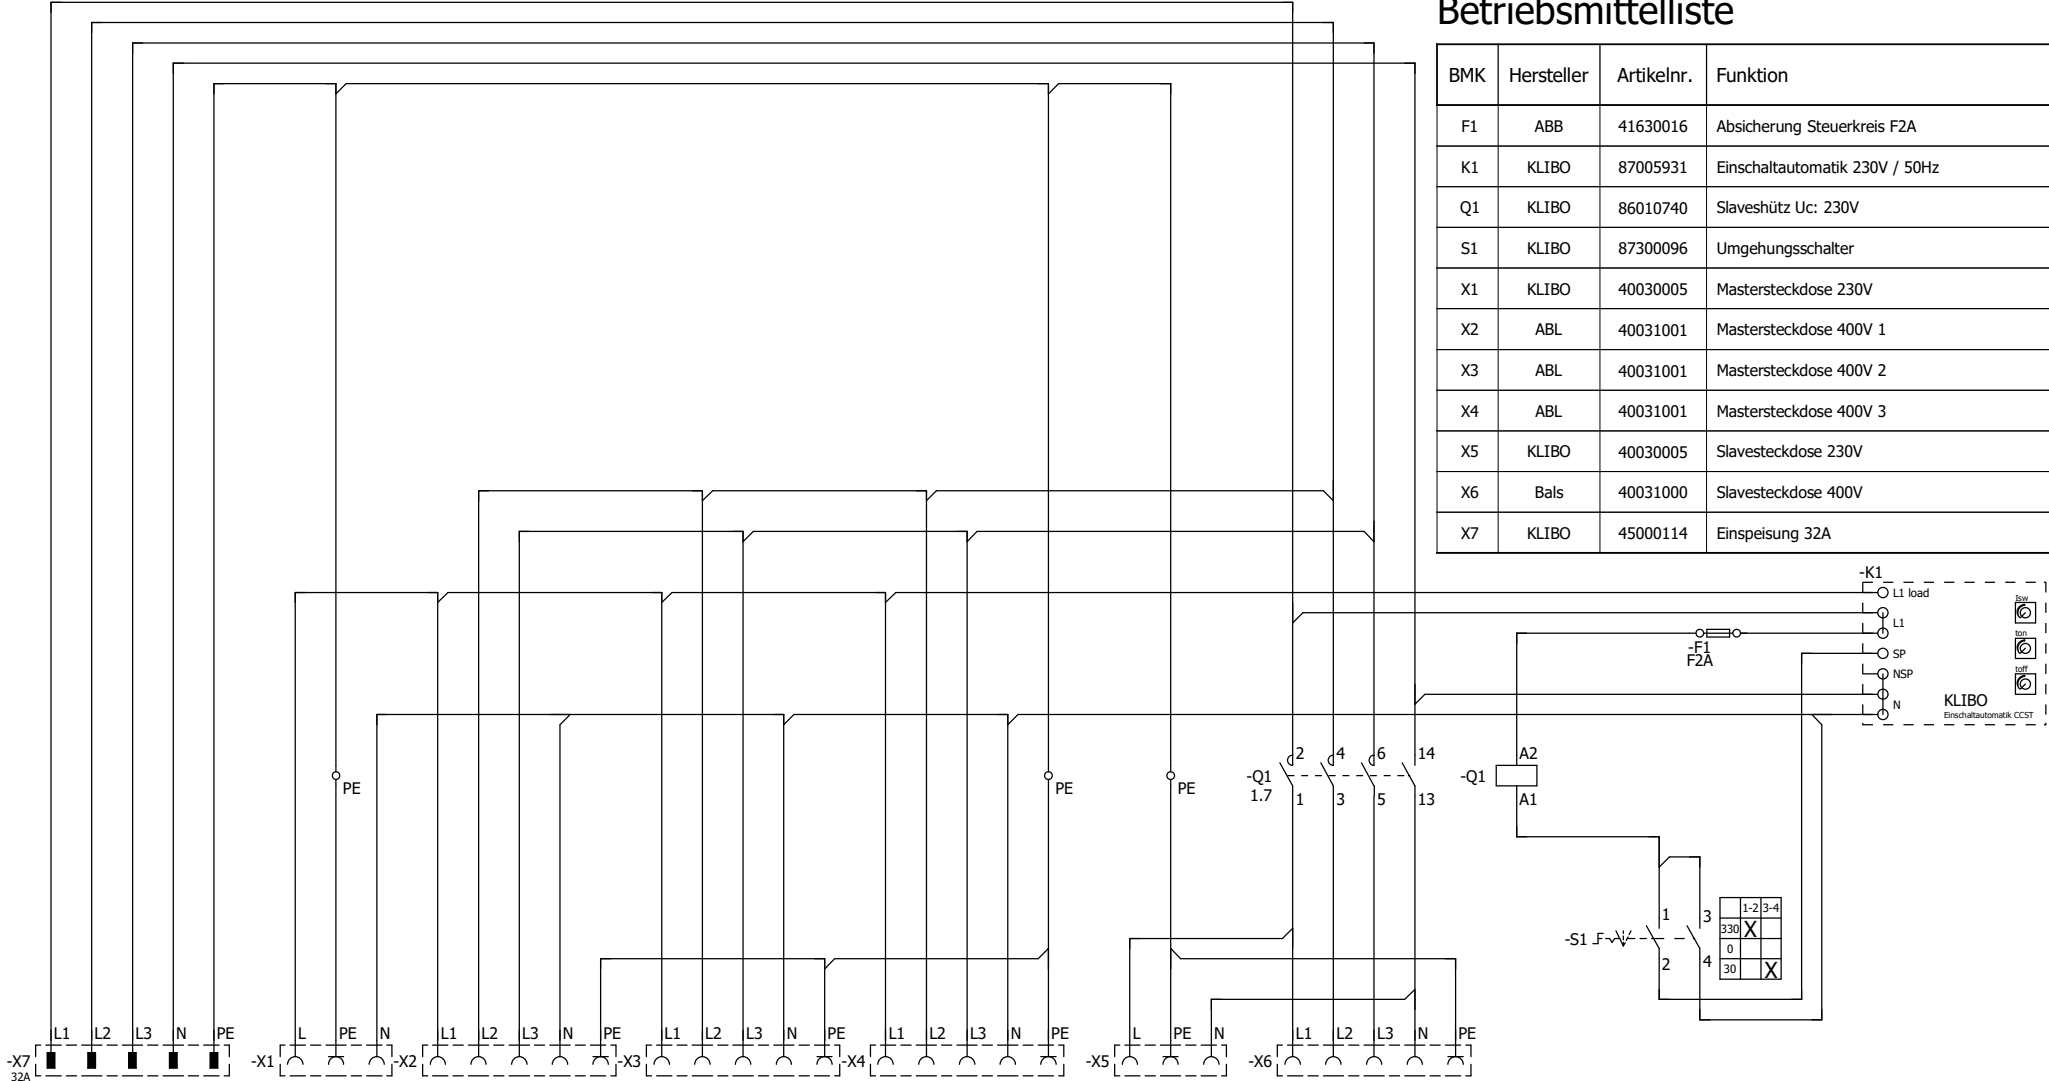 Betriebsmittelliste
BMK Hersteller Artikelnr. Funktion
F1 ABB 41630016 Absicherung Steuerkreis F2A
K1 KLIBO 87005931 Einschaltautomatik 230V / 50Hz
Q1 KLIBO 86010740 Slaveshütz Uc: 230V
S1 KLIBO 87300096 Umgehungsschalter
X1 KLIBO 40030005 Mastersteckdose 230V
X2 ABL 40031001 Mastersteckdose 400V 1
X3 ABL 40031001 Mastersteckdose 400V 2
X4 ABL 40031001 Mastersteckdose 400V 3
X5 KLIBO 40030005 Slavesteckdose 230V
X6 Bals 40031000 Slavesteckdose 400V
X7 KLIBO 45000114 Einspeisung 32A
-K1
L1 load
Isw
L1
ton
-F1
F2A
SP
toff
NSP
N
KLIBO
Einschaltautomatik CCST
PE PE PE
-Q1
1.7
2 4 6 14
1 3 5 13
-Q1
A2
A1
-S1
1 3
2 4
1-2 3-4
330 X
0
30 X
-X7
32A
L1 L2 L3 N PE
-X1
L PE N
-X2
L1 L2 L3 N PE
-X3
L1 L2 L3 N PE
-X4
L1 L2 L3 N PE
-X5
L PE N
-X6
L1 L2 L3 N PE